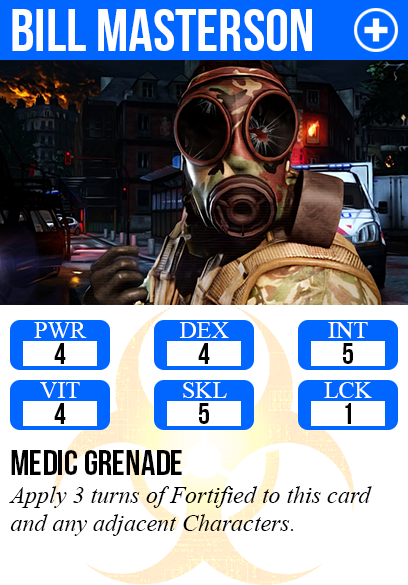 BILL MASTERSON
PWR DEX INT
4 4 5
VIT SKL LCK
4 5 1
MEDIC GRENADE
Apply 3 turns of Fortified to this card
and any adjacent Characters.